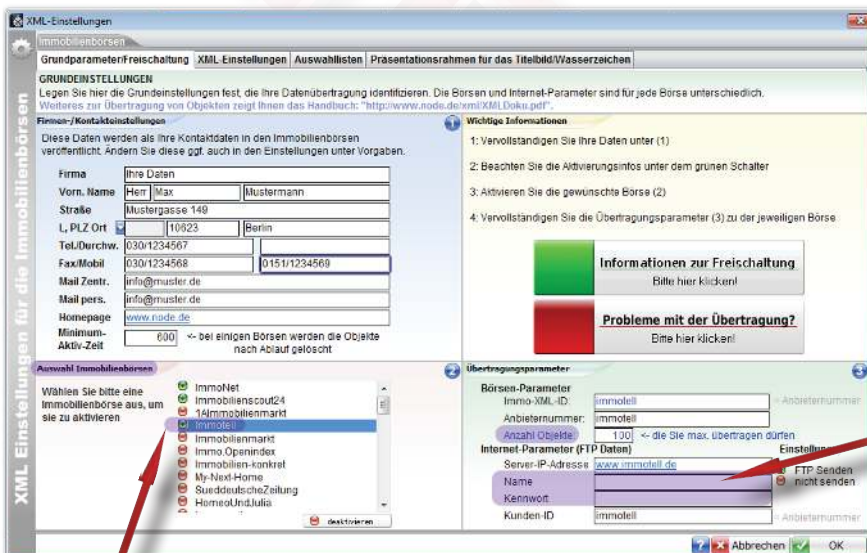 XML-Einstellungen
Immobilienbörsen
Grundparameter/Freischaltung XML-Einstellungen Auswahllisten Präsentationsrahmen für das Titelbild/Wasserzeichen
GRUNDEINSTELLUNGEN
Legen Sie hier die Grundeinstellungen fest, die Ihre Datenübertragung identifizieren. Die Börsen und Internet-Parameter sind für jede Börse unterschiedlich.
Weiteres zur Übertragung von Objekten zeigt Ihnen das Handbuch: "http://www.node.de/xml/XMLDoku.pdf".
XML Einstellungen für die Immobilienbörsen
Firmen-/Kontakteinstellungen 1
Diese Daten werden als Ihre Kontaktdaten in den Immobilienbörsen
veröffentlicht. Ändern Sie diese ggf. auch in den Einstellungen unter Vorgaben.
Firma Ihre Daten
Vorn. Name Herr Max Mustermann
Straße Mustergasse 149
L, PLZ Ort 10623 Berlin
Tel./Durchw. 030/1234567
Fax/Mobil 030/1234568 0151/1234569
Mail Zentr. info@muster.de
Mail pers. info@muster.de
Homepage www.node.de
Minimum-
Aktiv-Zeit 600 <- bei einigen Börsen werden die Objekte
nach Ablauf gelöscht
Wichtige Informationen
1: Vervollständigen Sie Ihre Daten unter (1)
2: Beachten Sie die Aktivierungsinfos unter dem grünen Schalter
3: Aktivieren Sie die gewünschte Börse (2)
4: Vervollständigen Sie die Übertragungsparameter (3) zu der jeweiligen Börse
Informationen zur Freischaltung
Bitte hier klicken!
Probleme mit der Übertragung?
Bitte hier klicken!
Auswahl Immobilienbörsen 2
Wählen Sie bitte eine
Immobilienbörse aus, um
sie zu aktivieren
ImmoNet
Immobilienscout24
1AImmobilienmarkt
Immotell
Immobilienmarkt
Immo.Openindex
Immobilien-konkret
My-Next-Home
SueddeutscheZeitung
HomeoUndJulia
deaktivieren
Übertragungsparameter 3
Börsen-Parameter
Immo-XML-ID: immotell = Anbieternummer
Anbieternummer: immotell
Anzahl Objekte: 100 <- die Sie max. übertragen dürfen
Internet-Parameter (FTP Daten) Einstellung
Server-IP-Adresse www.immotell.de
FTP Senden
Name nicht senden
Kennwort
Kunden-ID immotell = Anbieternummer
? Abbrechen OK